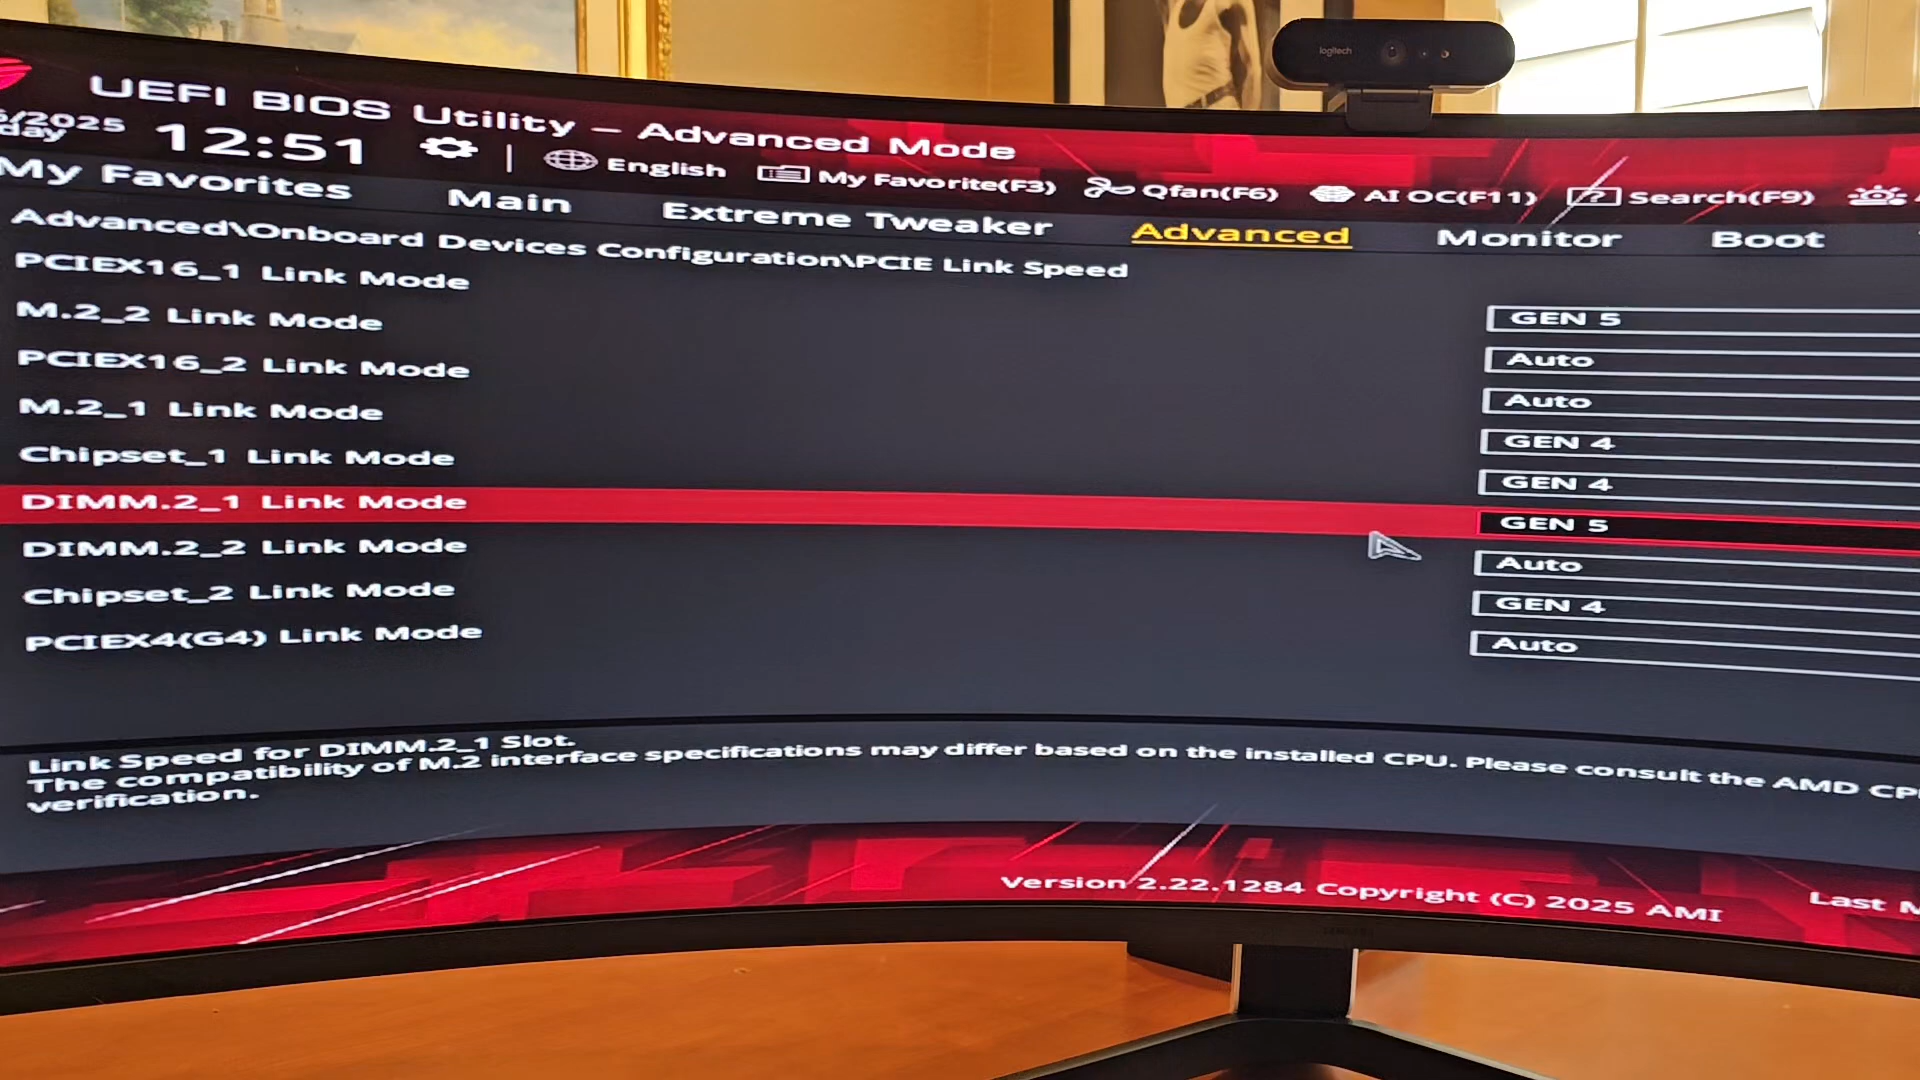 logitech
UEFI BIOS Utility – Advanced Mode
/2025
day
12:51
English
My Favorite(F3)
Qfan(F6)
AI OC(F11)
Search(F9)
My Favorites
Main
Extreme Tweaker
Advanced
Monitor
Boot
Advanced\Onboard Devices Configuration\PCIE Link Speed
PCIEX16_1 Link Mode
GEN 5
M.2_2 Link Mode
Auto
PCIEX16_2 Link Mode
Auto
M.2_1 Link Mode
GEN 4
Chipset_1 Link Mode
GEN 4
DIMM.2_1 Link Mode
GEN 5
DIMM.2_2 Link Mode
Auto
Chipset_2 Link Mode
GEN 4
PCIEX4(G4) Link Mode
Auto
Link Speed for DIMM.2_1 Slot.
The compatibility of M.2 interface specifications may differ based on the installed CPU. Please consult the AMD CP
verification.
Version 2.22.1284 Copyright (C) 2025 AMI
Last M